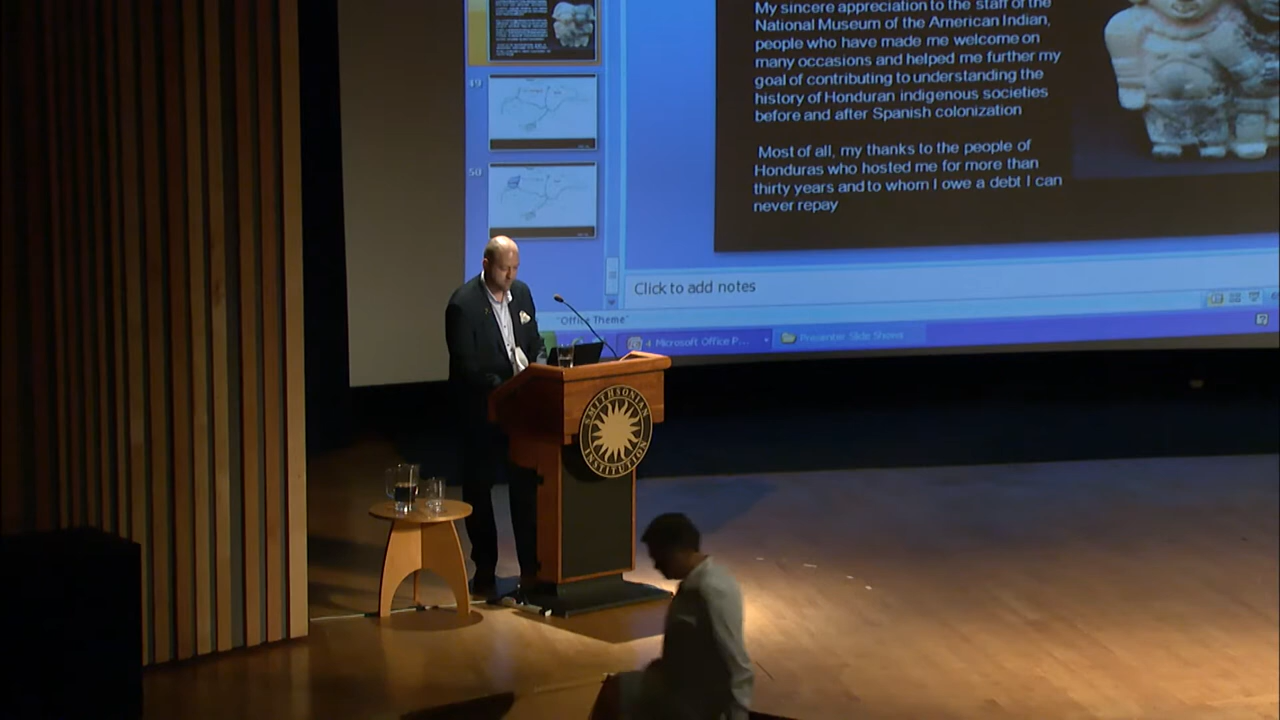 My sincere appreciation to the staff of the
National Museum of the American Indian,
people who have made me welcome on
many occasions and helped me further my
goal of contributing to understanding the
history of Honduran indigenous societies
before and after Spanish colonization
Most of all, my thanks to the people of
Honduras who hosted me for more than
thirty years and to whom I owe a debt I can
never repay
49
50
Click to add notes
"Office Theme"
4 Microsoft Office P...
Presenter Slide Shows
SMITHSONIAN
INSTITUTION